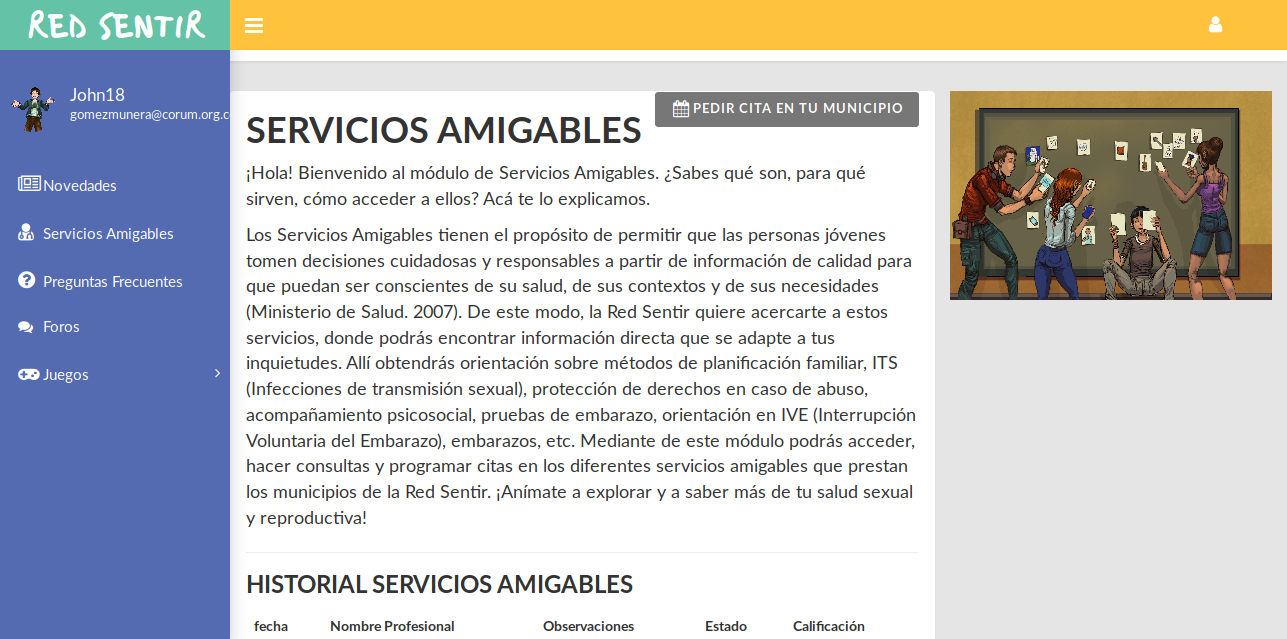 RED SENTIR
John18
gomezmunera@corum.org.c
Novedades
Servicios Amigables
Preguntas Frecuentes
Foros
Juegos
PEDIR CITA EN TU MUNICIPIO
SERVICIOS AMIGABLES
¡Hola! Bienvenido al módulo de Servicios Amigables. ¿Sabes qué son, para qué
sirven, cómo acceder a ellos? Acá te lo explicamos.
Los Servicios Amigables tienen el propósito de permitir que las personas jóvenes
tomen decisiones cuidadosas y responsables a partir de información de calidad para
que puedan ser conscientes de su salud, de sus contextos y de sus necesidades
(Ministerio de Salud. 2007). De este modo, la Red Sentir quiere acercarte a estos
servicios, donde podrás encontrar información directa que se adapte a tus
inquietudes. Allí obtendrás orientación sobre métodos de planificación familiar, ITS
(Infecciones de transmisión sexual), protección de derechos en caso de abuso,
acompañamiento psicosocial, pruebas de embarazo, orientación en IVE (Interrupción
Voluntaria del Embarazo), embarazos, etc. Mediante de este módulo podrás acceder,
hacer consultas y programar citas en los diferentes servicios amigables que prestan
los municipios de la Red Sentir. ¡Anímate a explorar y a saber más de tu salud sexual
y reproductiva!
HISTORIAL SERVICIOS AMIGABLES
fecha Nombre Profesional Observaciones Estado Calificación